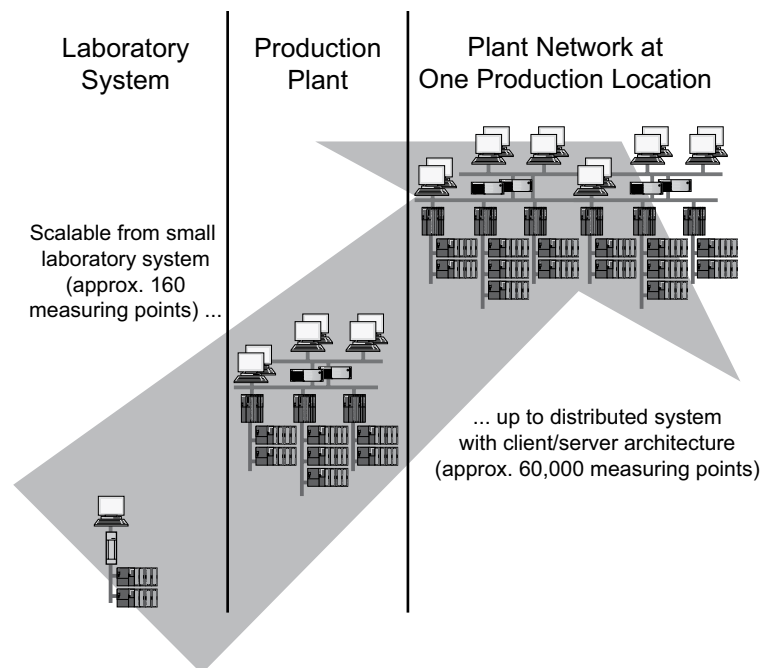 Laboratory
System
Production
Plant
Plant Network at
One Production Location
Scalable from small
laboratory system
(approx. 160
measuring points) ...
... up to distributed system
with client/server architecture
(approx. 60,000 measuring points)